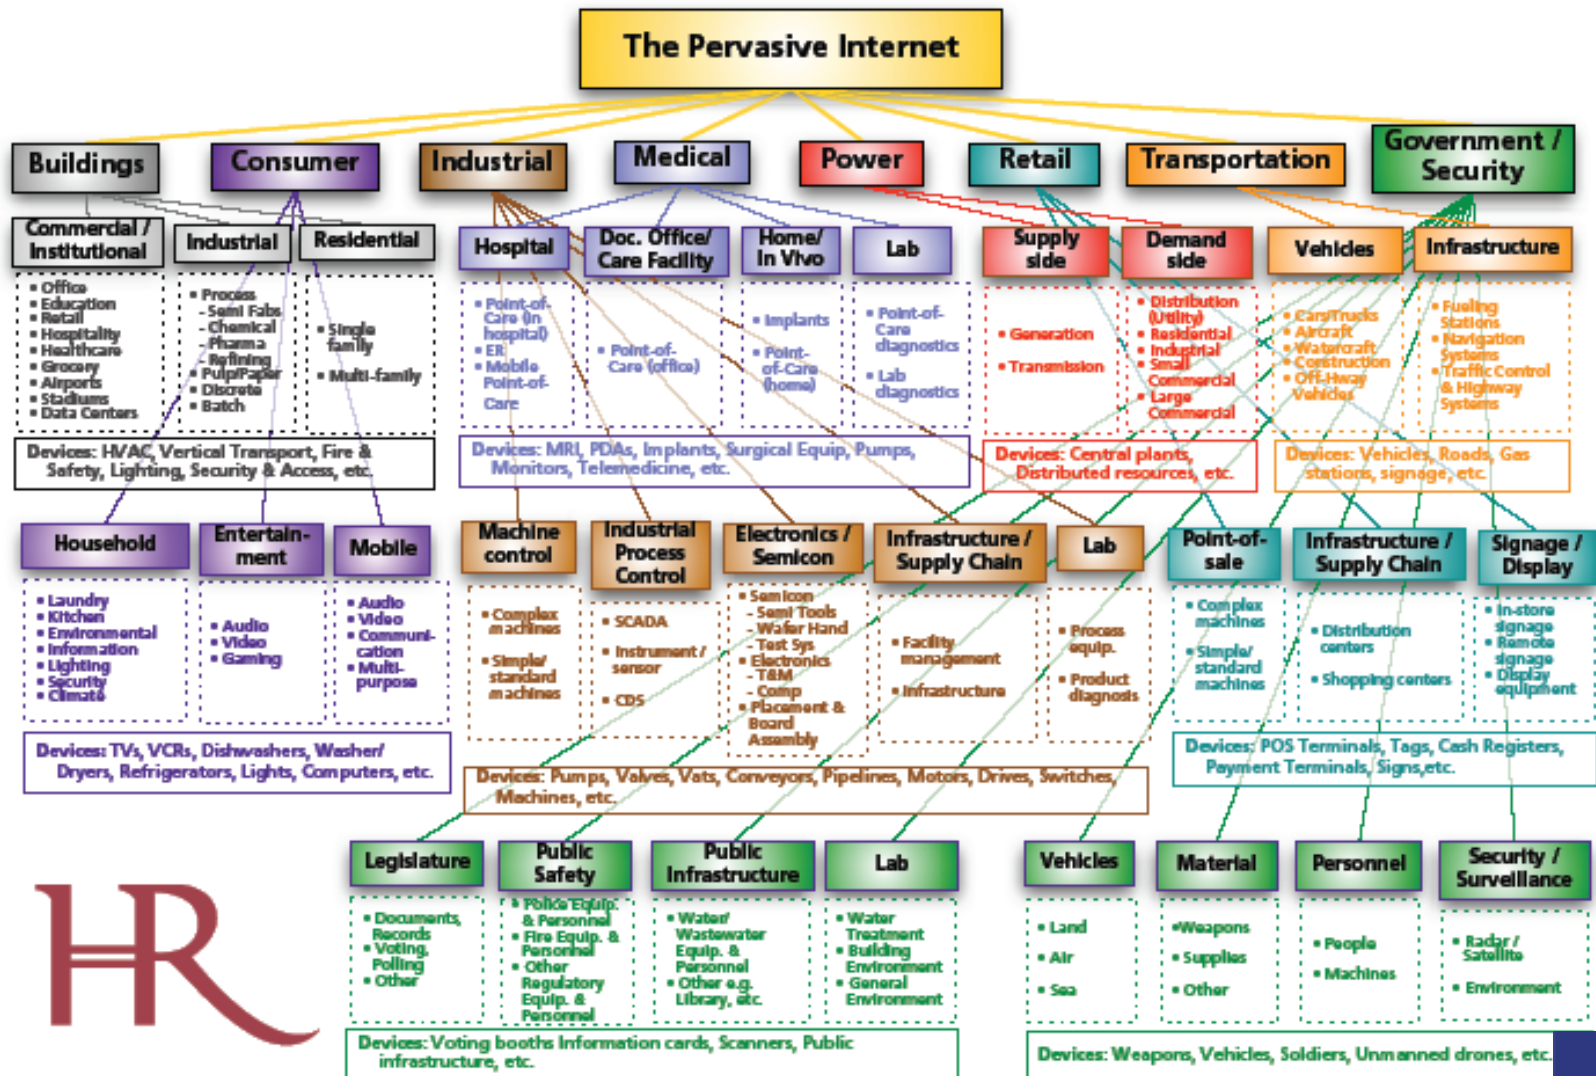 The Pervasive Internet
Buildings
Consumer
Industrial
Medical
Power
Retail
Transportation
Government /
Security
Commercial /
Institutional
Industrial
Residential
Hospital
Doc. Office/
Care Facility
Home/
In Vivo
Lab
Supply
side
Demand
side
Vehicles
Infrastructure
▪ Office
▪ Education
▪ Retail
▪ Hospitality
▪ Healthcare
▪ Grocery
▪ Airports
▪ Stadiums
▪ Data Centers
▪ Process
- Semi Fabs
- Chemical
- Pharma
- Refining
▪ Pulp/Paper
▪ Discrete
▪ Batch
▪ Single
family
▪ Multi-family
Devices: HVAC, Vertical Transport, Fire &
Safety, Lighting, Security & Access, etc.
▪ Point-of-
Care (in
hospital)
▪ ER
▪ Mobile
Point-of-
Care
▪ Point-of-
Care (office)
▪ Implants
▪ Point-
of-Care
(home)
▪ Point-of-
Care
diagnostics
▪ Lab
diagnostics
Devices: MRI, PDAs, Implants, Surgical Equip, Pumps,
Monitors, Telemedicine, etc.
▪ Generation
▪ Transmission
▪ Distribution
(Utility)
▪ Residential
▪ Industrial
▪ Small
Commercial
▪ Large
Commercial
Devices: Central plants,
Distributed resources, etc.
▪ Cars/Trucks
▪ Aircraft
▪ Watercraft
▪ Construction
▪ Off-Hway
Vehicles
▪ Fueling
Stations
▪ Navigation
Systems
▪ Traffic Control
& Highway
Systems
Devices: Vehicles, Roads, Gas
stations, signage, etc.
Household
Entertain-
ment
Mobile
▪ Laundry
▪ Kitchen
▪ Environmental
▪ Information
▪ Lighting
▪ Security
▪ Climate
▪ Audio
▪ Video
▪ Gaming
▪ Audio
▪ Video
▪ Communi-
cation
▪ Multi-
purpose
Devices: TVs, VCRs, Dishwashers, Washer/
Dryers, Refrigerators, Lights, Computers, etc.
Machine
control
Industrial
Process
Control
Electronics /
Semicon
Infrastructure /
Supply Chain
Lab
▪ Complex
machines
▪ Simple/
standard
machines
▪ SCADA
▪ Instrument /
sensor
▪ CDS
▪ Semicon
- Semi Tools
- Wafer Hand
- Test Sys
▪ Electronics
- T&M
- Comp
▪ Placement &
Board
Assembly
▪ Facility
management
▪ Infrastructure
▪ Process
equip.
▪ Product
diagnosis
Devices: Pumps, Valves, Vats, Conveyors, Pipelines, Motors, Drives, Switches,
Machines, etc.
Point-of-
sale
Infrastructure /
Supply Chain
Signage /
Display
▪ Complex
machines
▪ Simple/
standard
machines
▪ Distribution
centers
▪ Shopping centers
▪ In-store
signage
▪ Remote
signage
▪ Display
equipment
Devices: POS Terminals, Tags, Cash Registers,
Payment Terminals, Signs,etc.
Legislature
Public
Safety
Public
Infrastructure
Lab
Vehicles
Material
Personnel
Security /
Surveillance
▪ Documents,
Records
▪ Voting,
Polling
▪ Other
▪ Police Equip.
& Personnel
▪ Fire Equip. &
Personnel
▪ Other
Regulatory
Equip. &
Personnel
▪ Water/
Wastewater
Equip. &
Personnel
▪ Other e.g.
Library, etc.
▪ Water
Treatment
▪ Building
Environment
▪ General
Environment
Devices: Voting booths Information cards, Scanners, Public
infrastructure, etc.
▪ Land
▪ Air
▪ Sea
▪Weapons
▪ Supplies
▪ Other
▪ People
▪ Machines
▪ Radar /
Satellite
▪ Environment
Devices: Weapons, Vehicles, Soldiers, Unmanned drones, etc.
HR